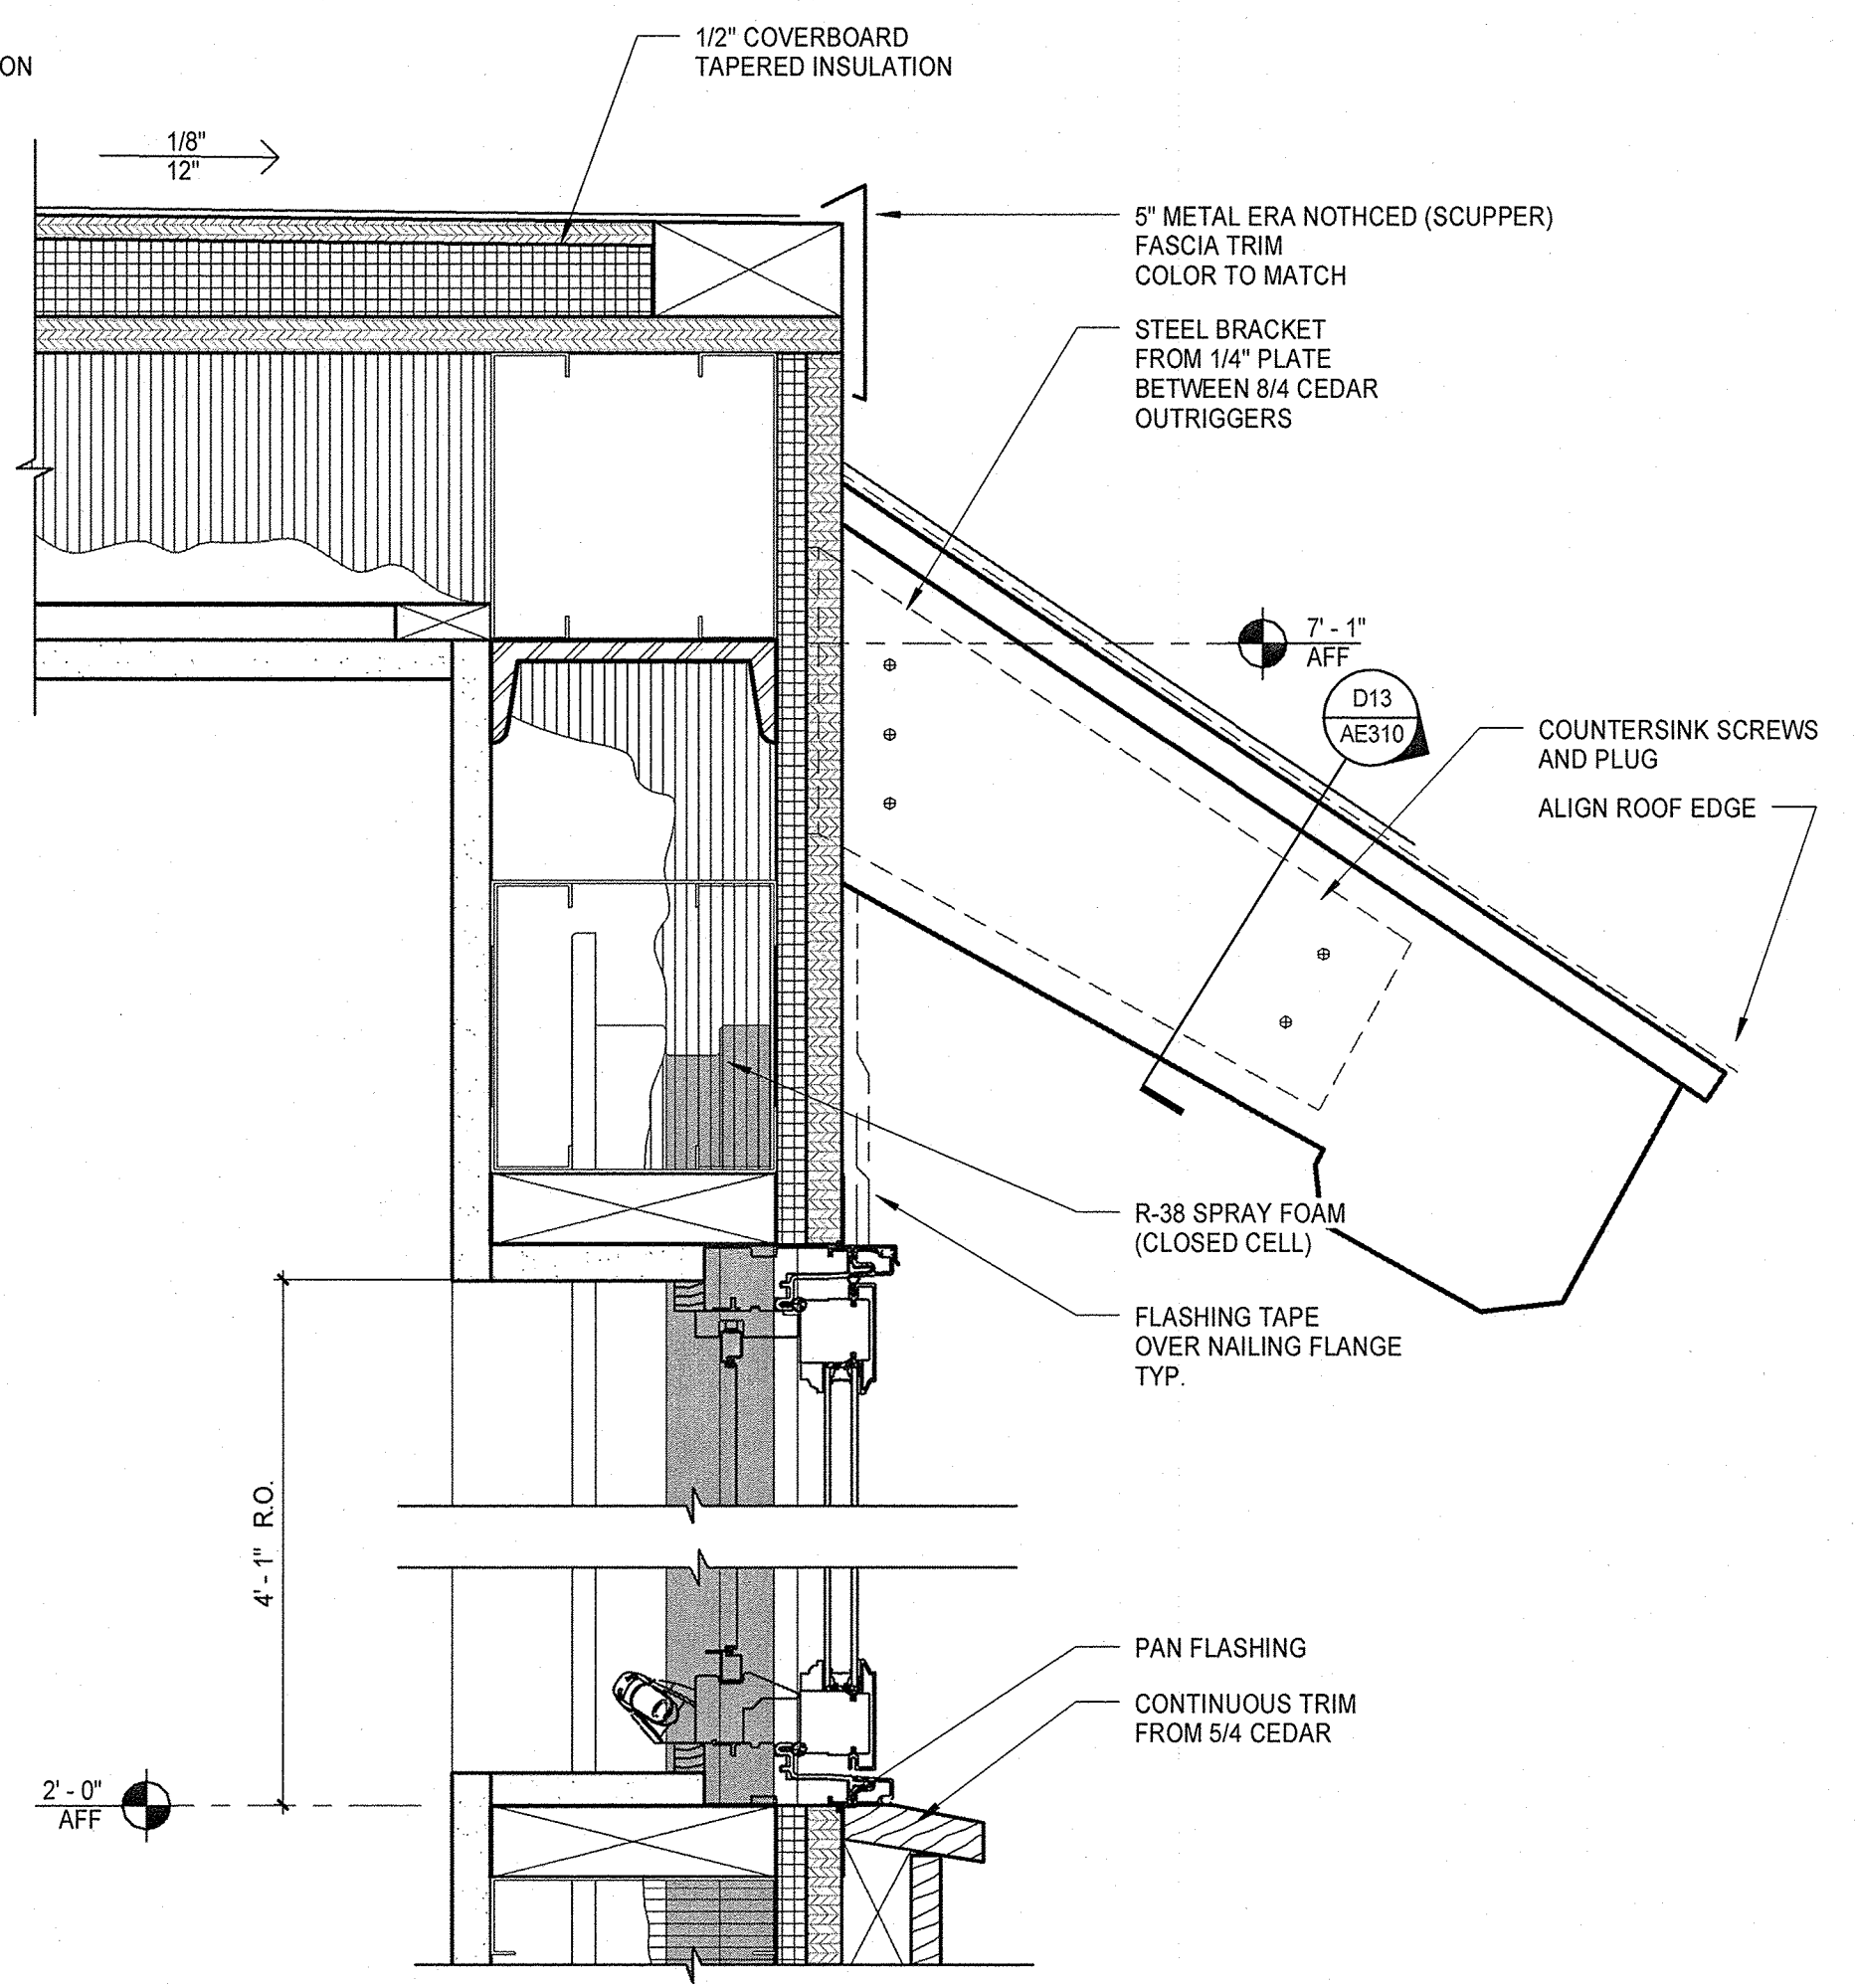 ON
1/2" COVERBOARD
TAPERED INSULATION
1/8"
12"
5" METAL ERA NOTHCED (SCUPPER)
FASCIA TRIM
COLOR TO MATCH
STEEL BRACKET
FROM 1/4" PLATE
BETWEEN 8/4 CEDAR
OUTRIGGERS
7' - 1"
AFF
D13
AE310
COUNTERSINK SCREWS
AND PLUG
ALIGN ROOF EDGE
R-38 SPRAY FOAM
(CLOSED CELL)
FLASHING TAPE
OVER NAILING FLANGE
TYP.
4' - 1" R.O.
PAN FLASHING
CONTINUOUS TRIM
FROM 5/4 CEDAR
2' - 0"
AFF